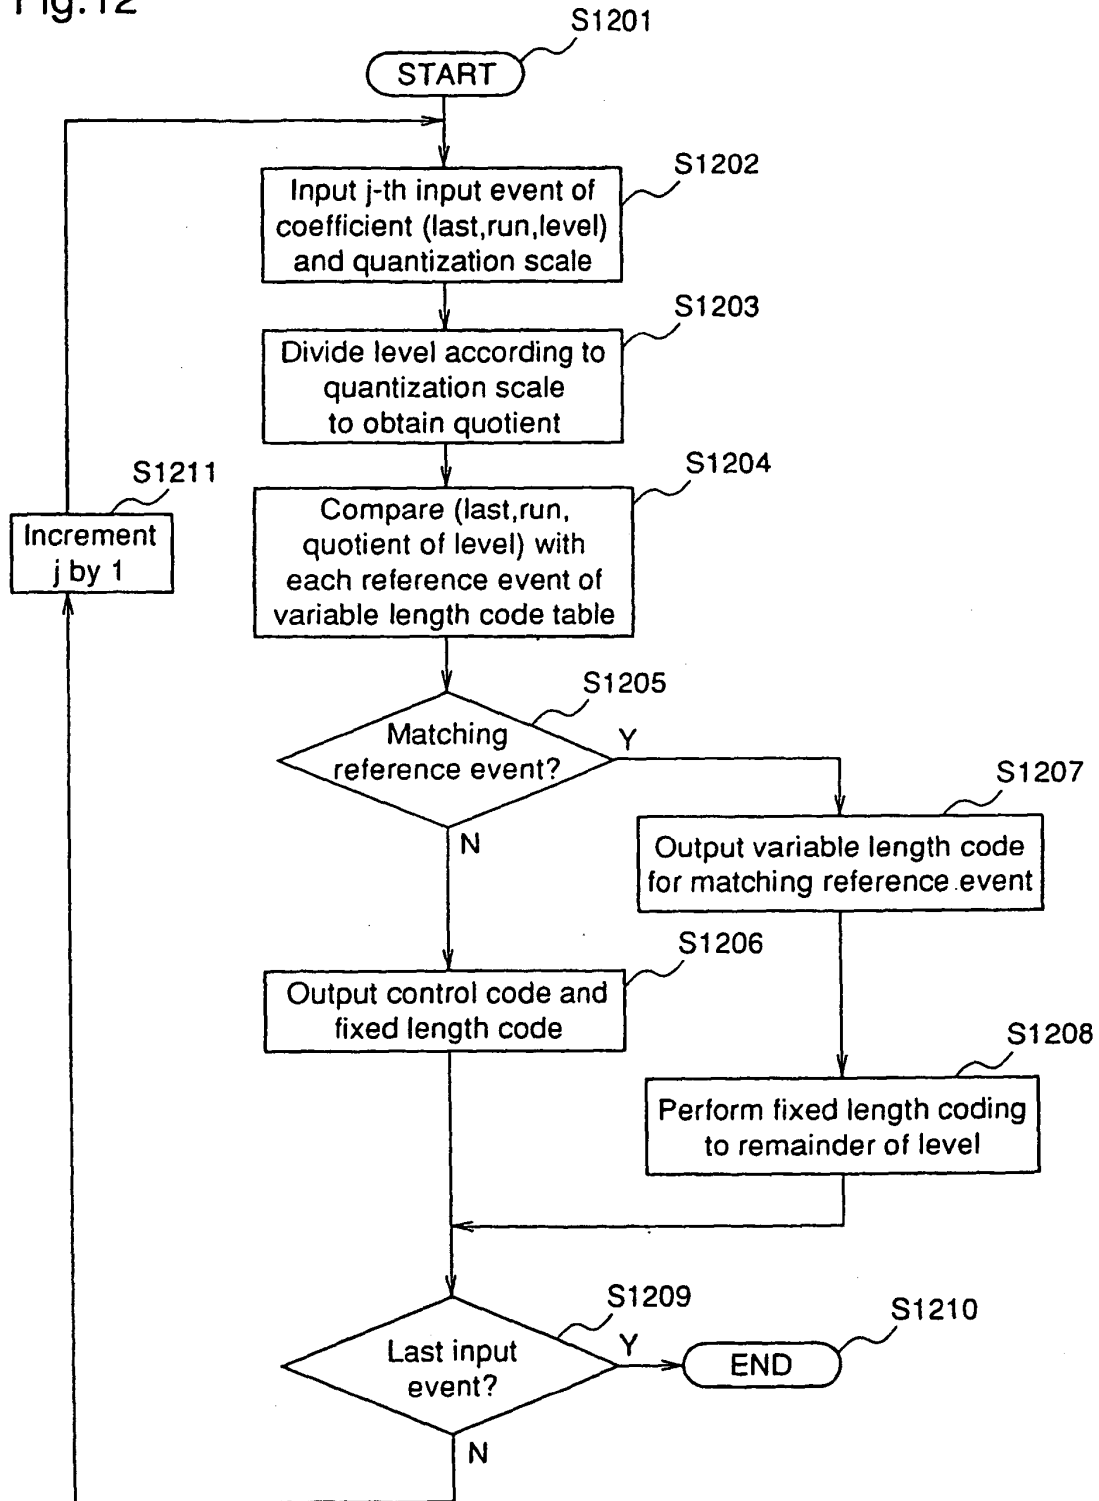 Fig.12
S1201
START
S1202
Input j-th input event of
coefficient (last,run,level)
and quantization scale
S1203
Divide level according to
quantization scale
to obtain quotient
S1204
Compare (last,run,
quotient of level) with
each reference event of
variable length code table
S1211
Increment
j by 1
S1205
Matching
reference event?
Y
N
S1207
Output variable length code
for matching reference event
S1206
Output control code and
fixed length code
S1208
Perform fixed length coding
to remainder of level
S1209
Last input
event?
Y
N
S1210
END